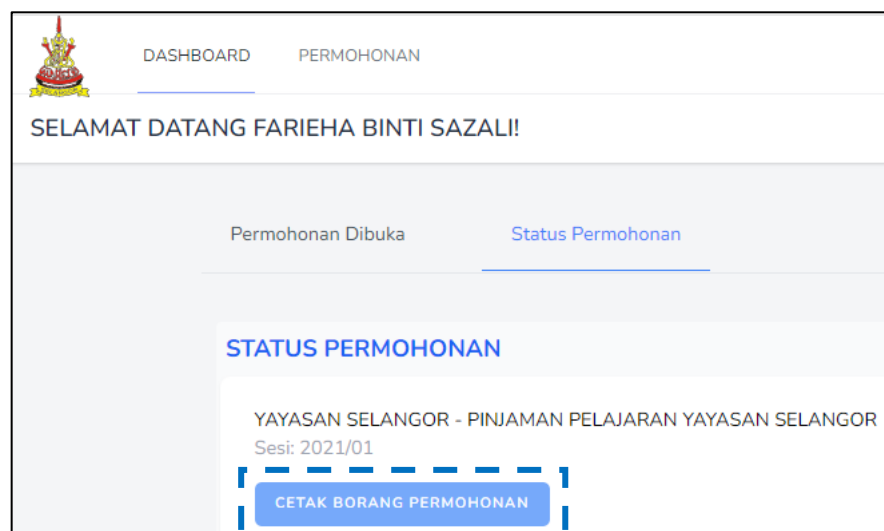 DASHBOARD PERMOHONAN
SELAMAT DATANG FARIEHA BINTI SAZALI!
Permohonan Dibuka Status Permohonan
STATUS PERMOHONAN
YAYASAN SELANGOR - PINJAMAN PELAJARAN YAYASAN SELANGOR
Sesi: 2021/01
CETAK BORANG PERMOHONAN